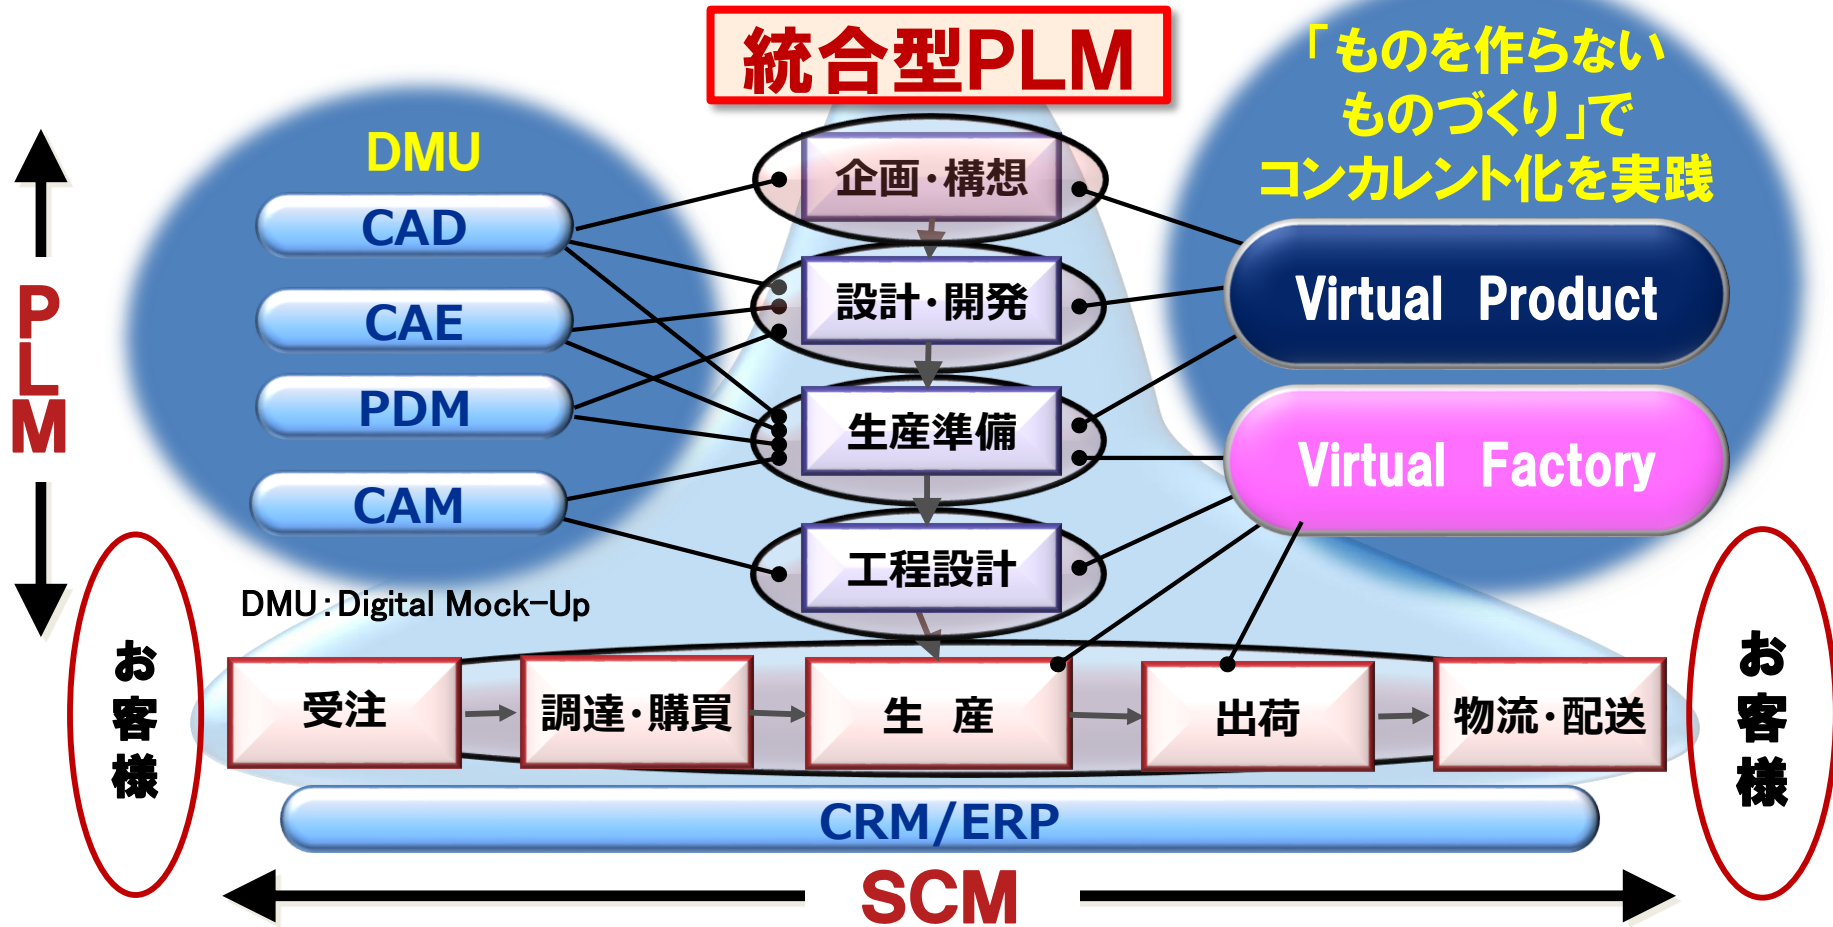 統合型PLM
「ものを作らない
ものづくり」で
コンカレント化を実践
DMU
CAD
CAE
PDM
CAM
DMU：Digital Mock-Up
PLM
企画・構想
設計・開発
生産準備
工程設計
Virtual Product
Virtual Factory
お客様
受注
調達・購買
生 産
出荷
物流・配送
お客様
CRM/ERP
SCM